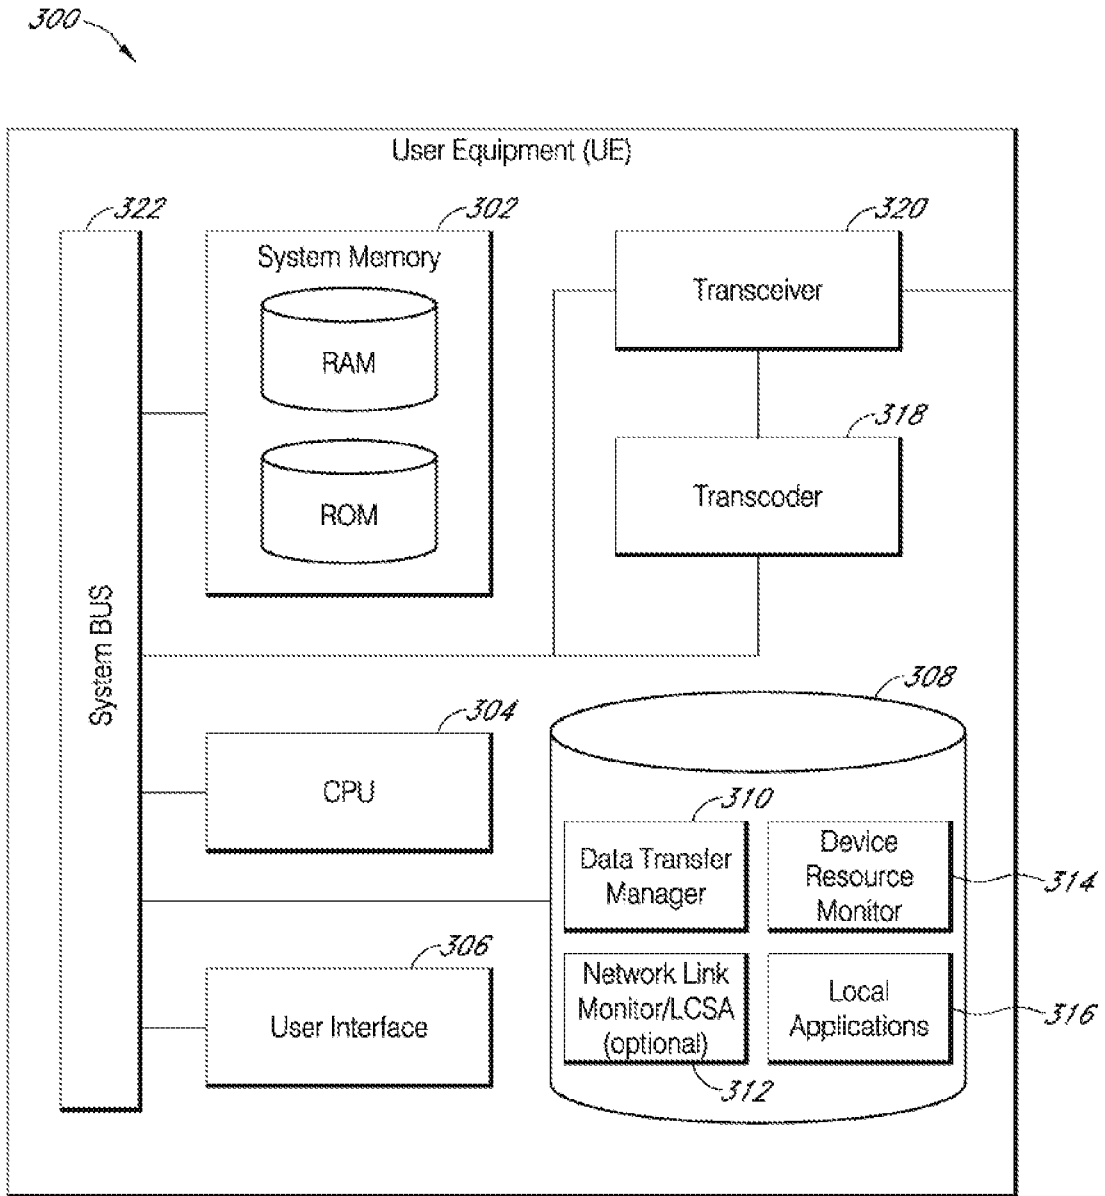 300
User Equipment (UE)
322
302
320
System Memory
Transceiver
RAM
318
Transcoder
ROM
System BUS
308
304
CPU
310
Data Transfer
Manager
Device
Resource
Monitor
314
306
User Interface
Network Link
Monitor/LCSA
(optional)
Local
Applications
316
312